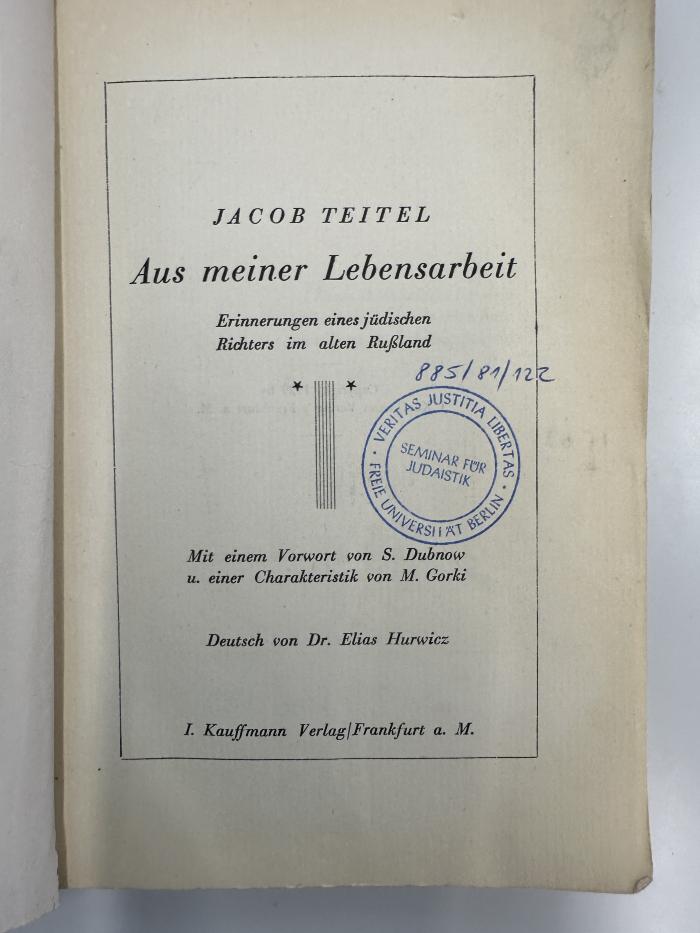 JACOB TEITEL
Aus meiner Lebensarbeit
Erinnerungen eines jüdischen
Richters im alten Rußland
885/81/122
VERITAS JUSTITIA LIBERTAS
SEMINAR FÜR
JUDAISTIK
FREIE UNIVERSITÄT BERLIN
Mit einem Vorwort von S. Dubnow
u. einer Charakteristik von M. Gorki
Deutsch von Dr. Elias Hurwicz
I. Kauffmann Verlag|Frankfurt a. M.